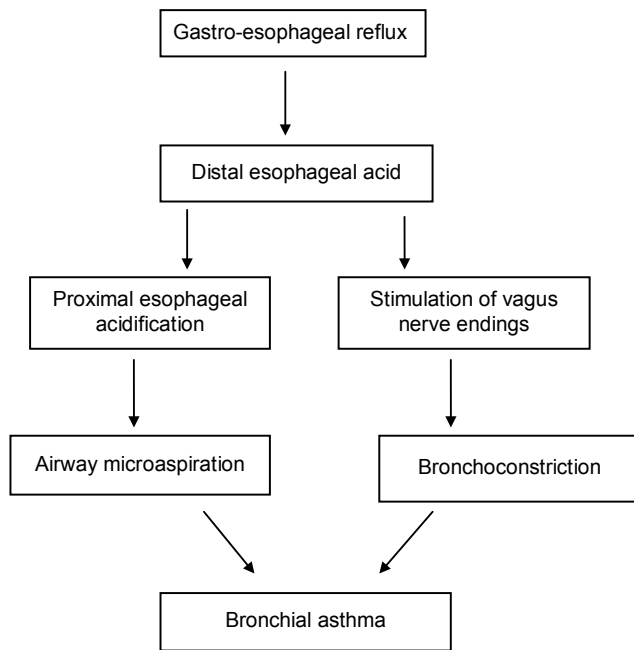 Gastro-esophageal reflux
Distal esophageal acid
Proximal esophageal
acidification
Stimulation of vagus
nerve endings
Airway microaspiration
Bronchoconstriction
Bronchial asthma